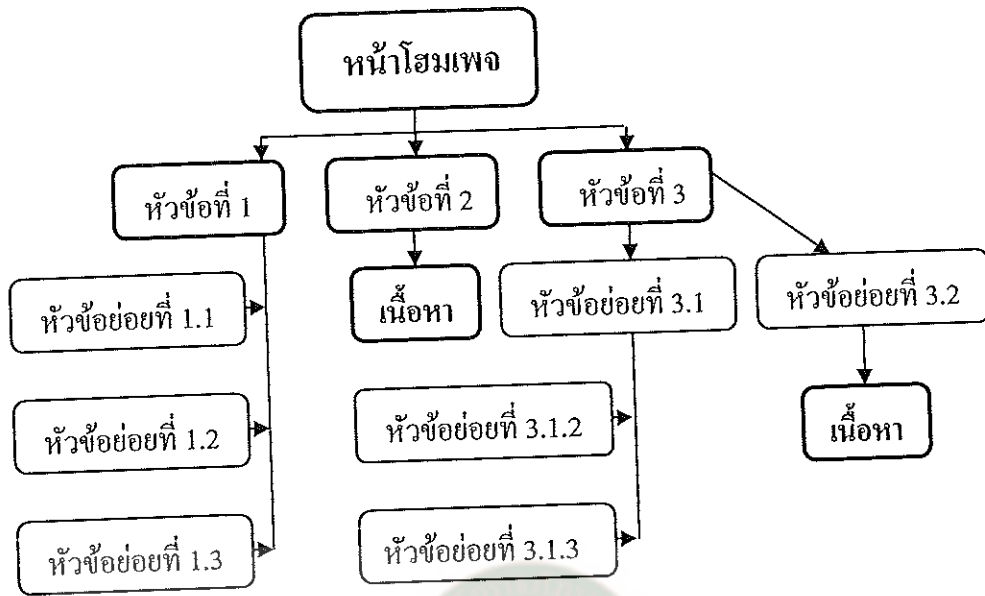 หน้าโฮมเพจ
หัวข้อที่ 1
หัวข้อที่ 2
หัวข้อที่ 3
หัวข้อย่อยที่ 1.1
เนื้อหา
หัวข้อย่อยที่ 3.1
หัวข้อย่อยที่ 3.2
หัวข้อย่อยที่ 1.2
หัวข้อย่อยที่ 3.1.2
เนื้อหา
หัวข้อย่อยที่ 1.3
หัวข้อย่อยที่ 3.1.3